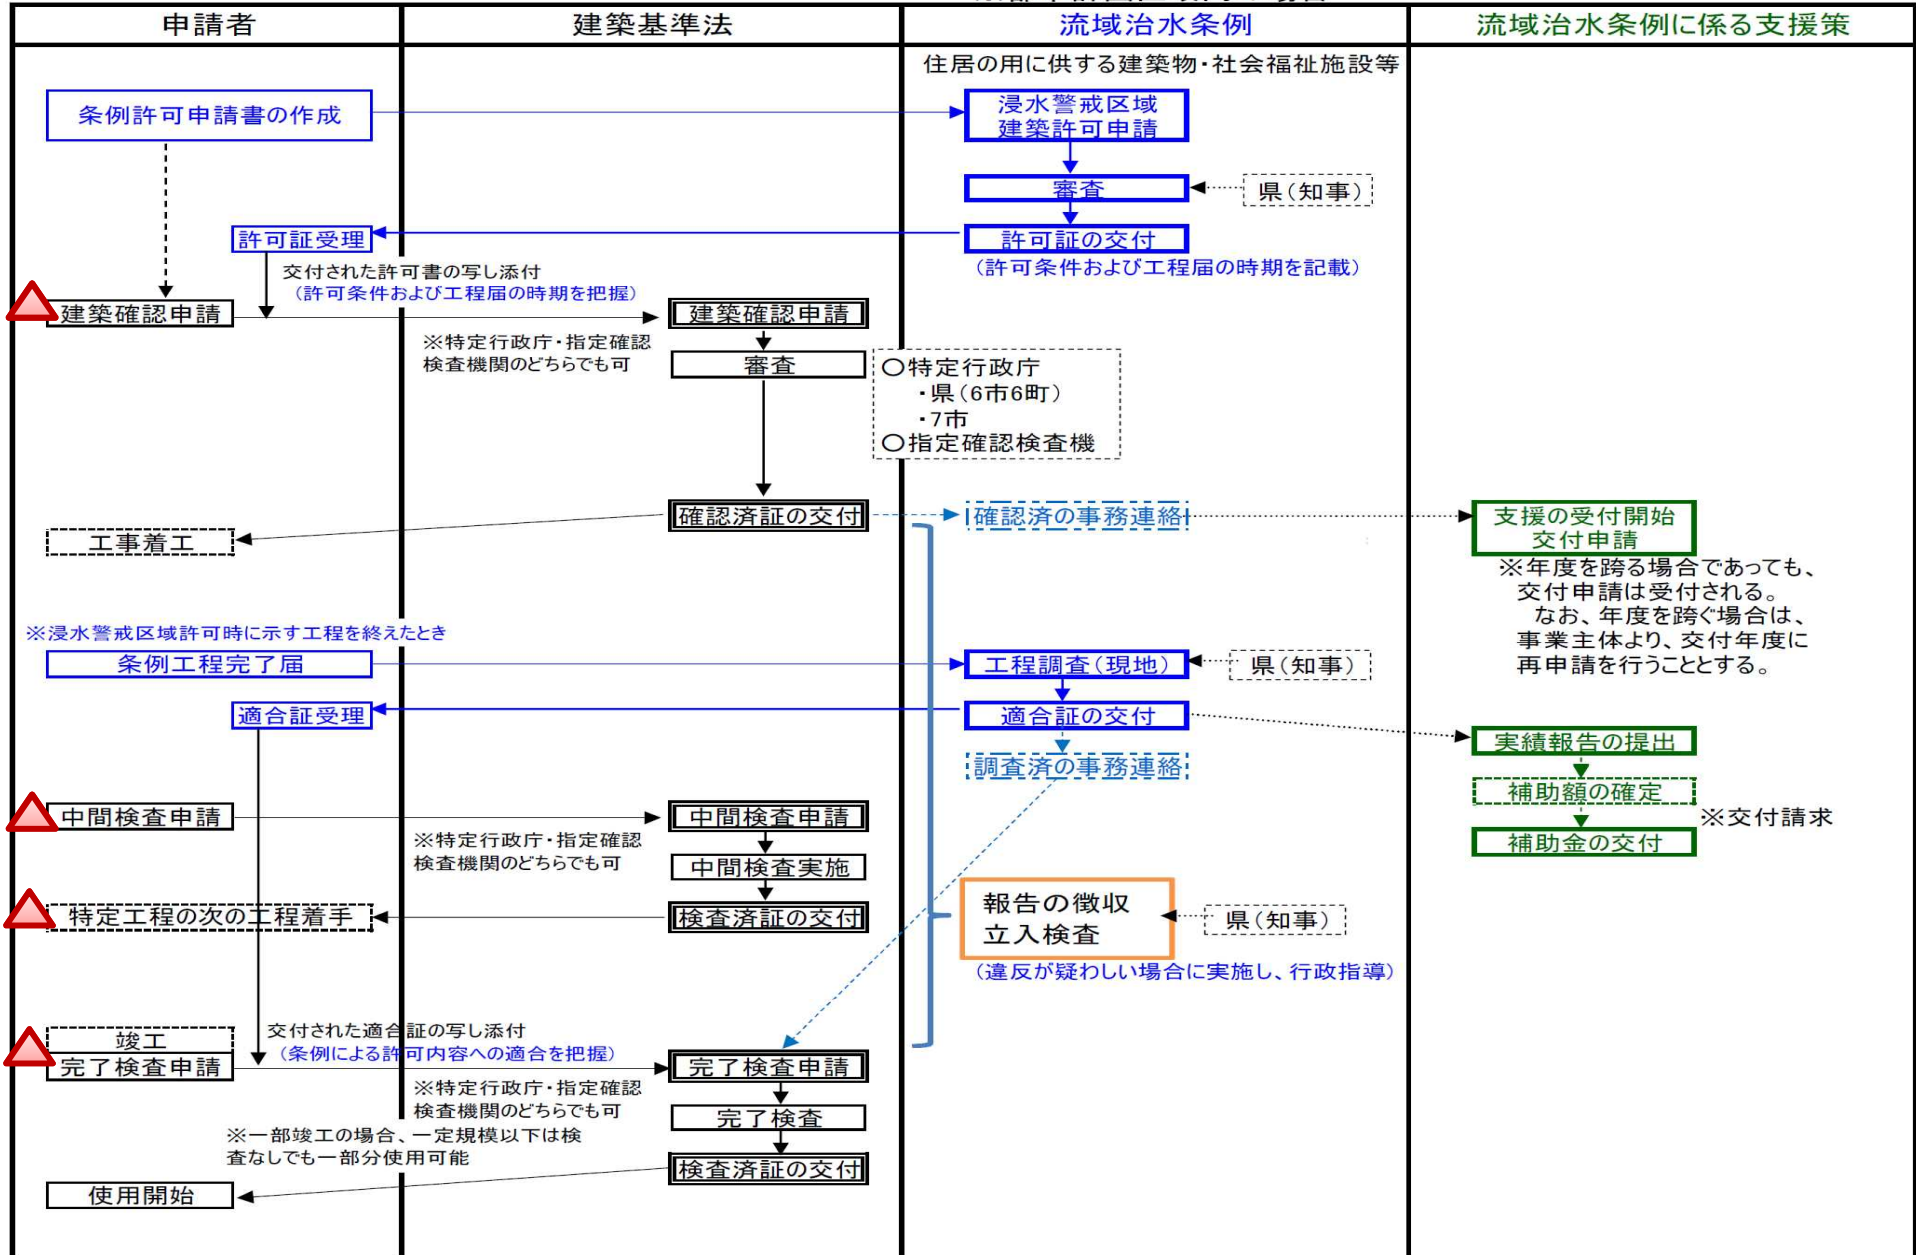 申請者
建築基準法
流域治水条例
流域治水条例に係る支援策
住居の用に供する建築物・社会福祉施設等
条例許可申請書の作成
浸水警戒区域
建築許可申請
審査
県(知事)
許可証受理
許可証の交付
(許可条件および工程届の時期を記載)
交付された許可書の写し添付
(許可条件および工程届の時期を把握)
建築確認申請
建築確認申請
※特定行政庁・指定確認
検査機関のどちらでも可
審査
○特定行政庁
・県(6市6町)
・7市
○指定確認検査機
確認済証の交付
確認済の事務連絡
支援の受付開始
交付申請
工事着工
※年度を跨る場合であっても、
交付申請は受付される。
なお、年度を跨ぐ場合は、
事業主体より、交付年度に
再申請を行うこととする。
※浸水警戒区域許可時に示す工程を終えたとき
条例工程完了届
工程調査(現地)
県(知事)
適合証受理
適合証の交付
実績報告の提出
調査済の事務連絡
補助額の確定
※交付請求
補助金の交付
中間検査申請
中間検査申請
※特定行政庁・指定確認
検査機関のどちらでも可
中間検査実施
特定工程の次の工程着手
検査済証の交付
報告の徴収
立入検査
県(知事)
(違反が疑わしい場合に実施し、行政指導)
竣工
完了検査申請
交付された適合証の写し添付
(条例による許可内容への適合を把握)
完了検査申請
※特定行政庁・指定確認
検査機関のどちらでも可
完了検査
※一部竣工の場合、一定規模以下は検
査なしでも一部分使用可能
検査済証の交付
使用開始